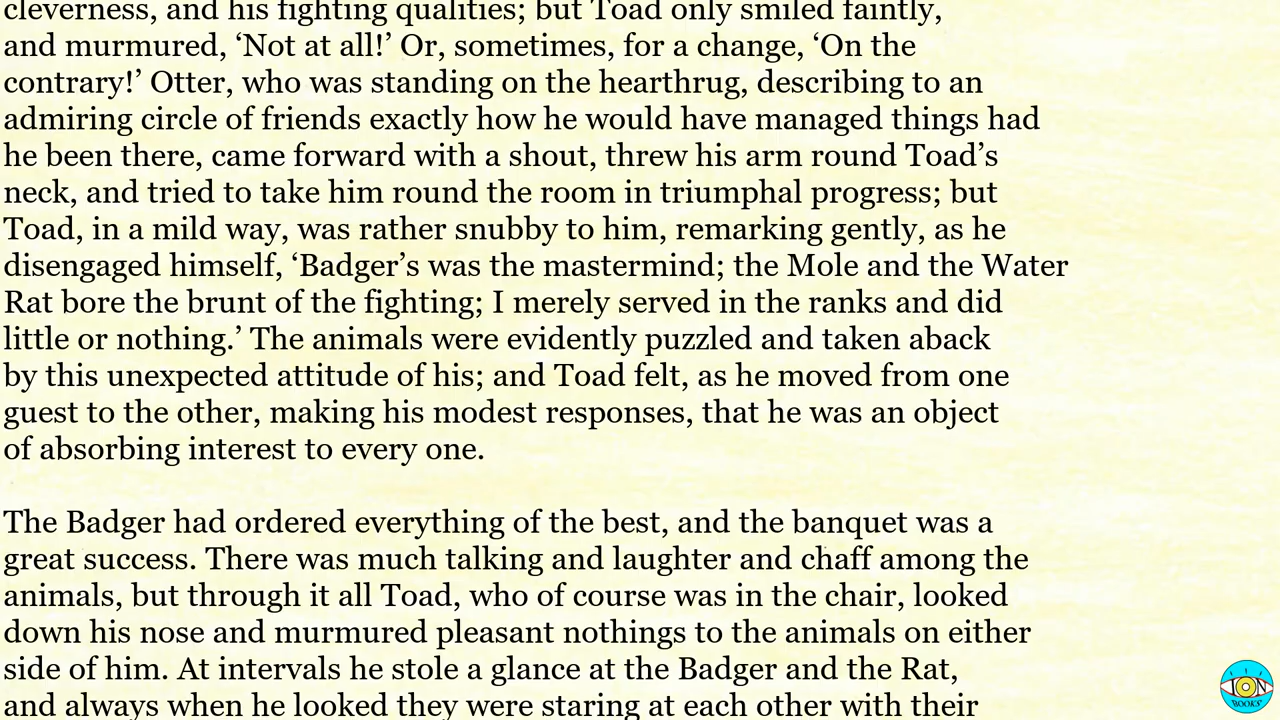 cleverness, and his fighting qualities; but Toad only smiled faintly,
and murmured, ‘Not at all!’ Or, sometimes, for a change, ‘On the
contrary!’ Otter, who was standing on the hearthrug, describing to an
admiring circle of friends exactly how he would have managed things had
he been there, came forward with a shout, threw his arm round Toad’s
neck, and tried to take him round the room in triumphal progress; but
Toad, in a mild way, was rather snubby to him, remarking gently, as he
disengaged himself, ‘Badger’s was the mastermind; the Mole and the Water
Rat bore the brunt of the fighting; I merely served in the ranks and did
little or nothing.’ The animals were evidently puzzled and taken aback
by this unexpected attitude of his; and Toad felt, as he moved from one
guest to the other, making his modest responses, that he was an object
of absorbing interest to every one.

The Badger had ordered everything of the best, and the banquet was a
great success. There was much talking and laughter and chaff among the
animals, but through it all Toad, who of course was in the chair, looked
down his nose and murmured pleasant nothings to the animals on either
side of him. At intervals he stole a glance at the Badger and the Rat,
and always when he looked they were staring at each other with their
ION
BOOKS